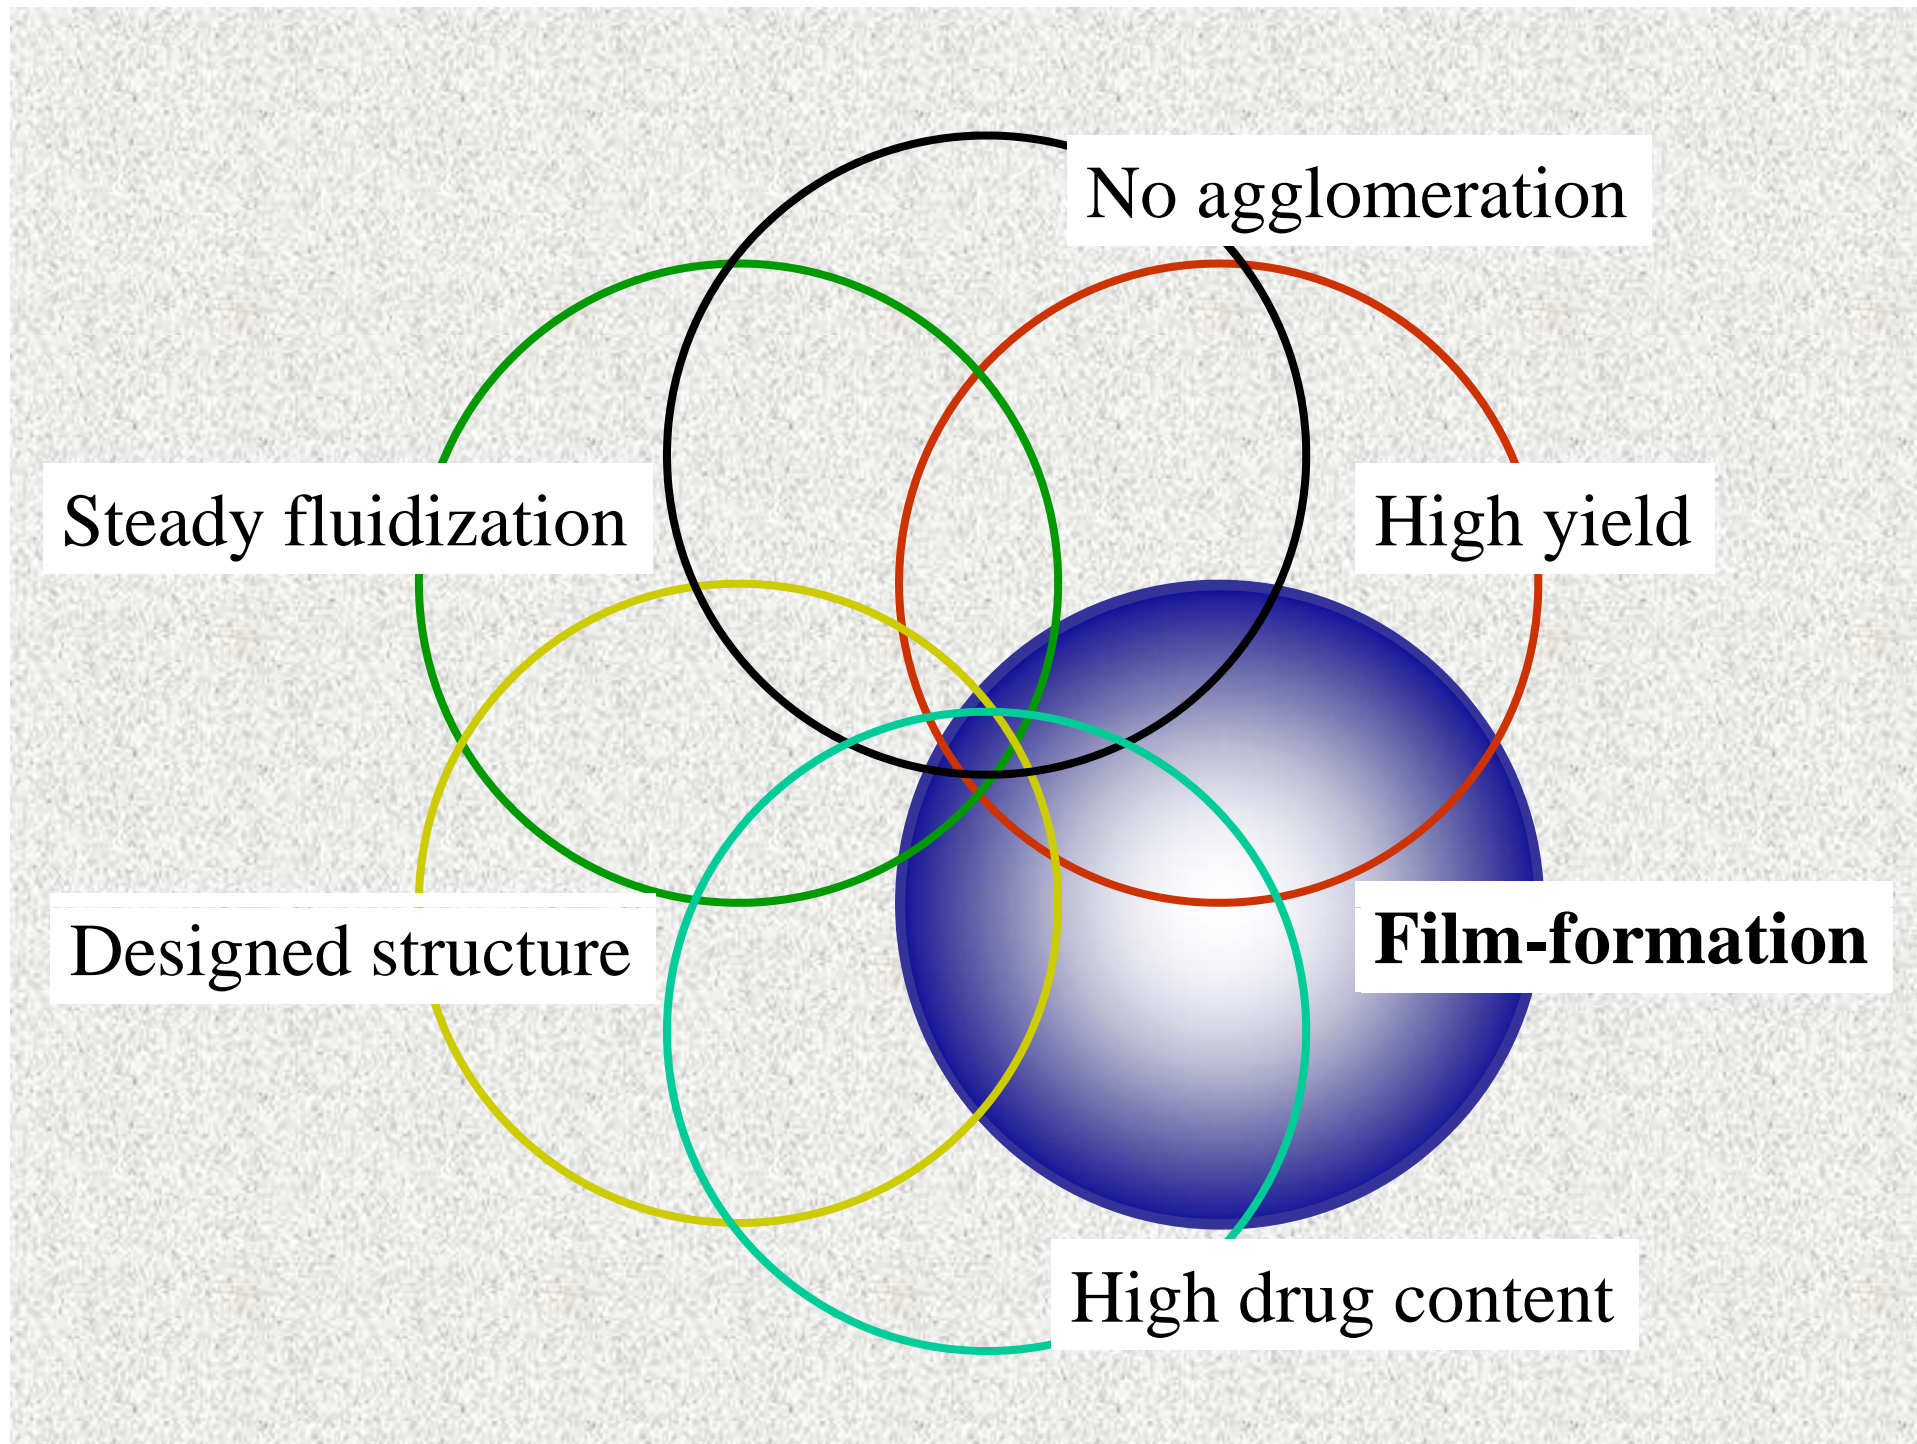 No agglomeration
Steady fluidization
High yield
Designed structure
Film-formation
High drug content